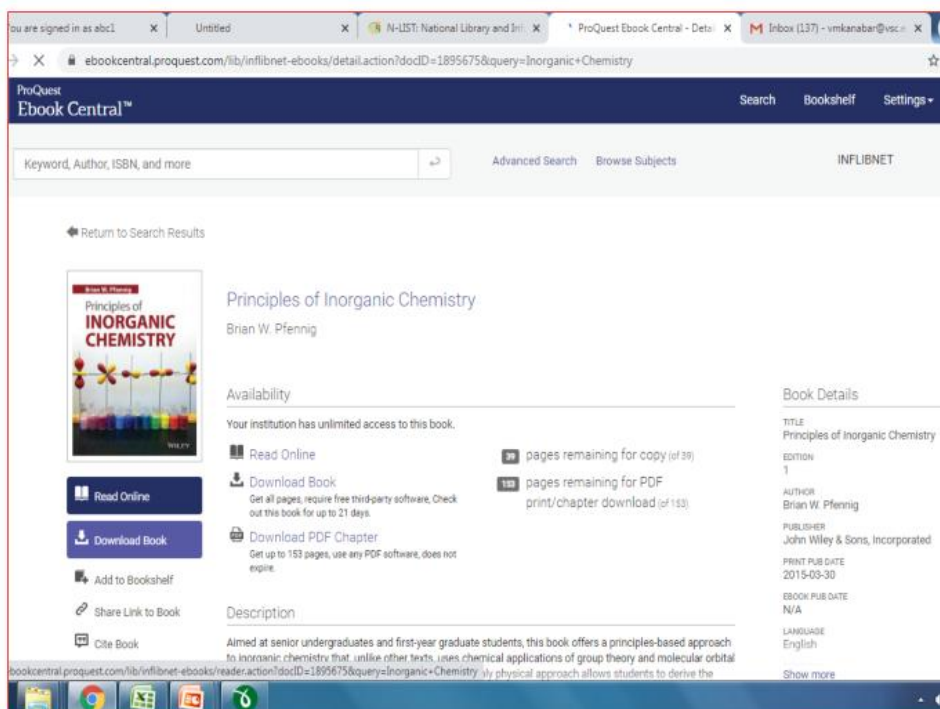 ou are signed in as abc1
Untitled
N-LIST: National Library and Inf
ProQuest Ebook Central - Detai
Inbox (137) - vmkanabar@vsc.e
ebookcentral.proquest.com/lib/inflibnet-ebooks/detail.action?docID=1895675&query=Inorganic+Chemistry
ProQuest
Ebook Central™
Search
Bookshelf
Settings
Keyword, Author, ISBN, and more
Advanced Search
Browse Subjects
INFLIBNET
Return to Search Results
Brian W. Pfennig
Principles of
INORGANIC
CHEMISTRY
WILEY
Read Online
Download Book
Add to Bookshelf
Share Link to Book
Cite Book
Principles of Inorganic Chemistry
Brian W. Pfennig
Availability
Your institution has unlimited access to this book.
Read Online
Download Book
Get all pages, require free third-party software, Check
out this book for up to 21 days.
Download PDF Chapter
Get up to 153 pages, use any PDF software, does not
expire.
39 pages remaining for copy (of 39)
153 pages remaining for PDF
print/chapter download (of 153)
Description
Aimed at senior undergraduates and first-year graduate students, this book offers a principles-based approach
to inorganic chemistry that, unlike other texts, uses chemical applications of group theory and molecular orbital
ly physical approach allows students to derive the
Book Details
TITLE
Principles of Inorganic Chemistry
EDITION
1
AUTHOR
Brian W. Pfennig
PUBLISHER
John Wiley & Sons, Incorporated
PRINT PUB DATE
2015-03-30
EBOOK PUB DATE
N/A
LANGUAGE
English
Show more
ebookcentral.proquest.com/lib/inflibnet-ebooks/reader.action?docID=1895675&query=Inorganic+Chemistry